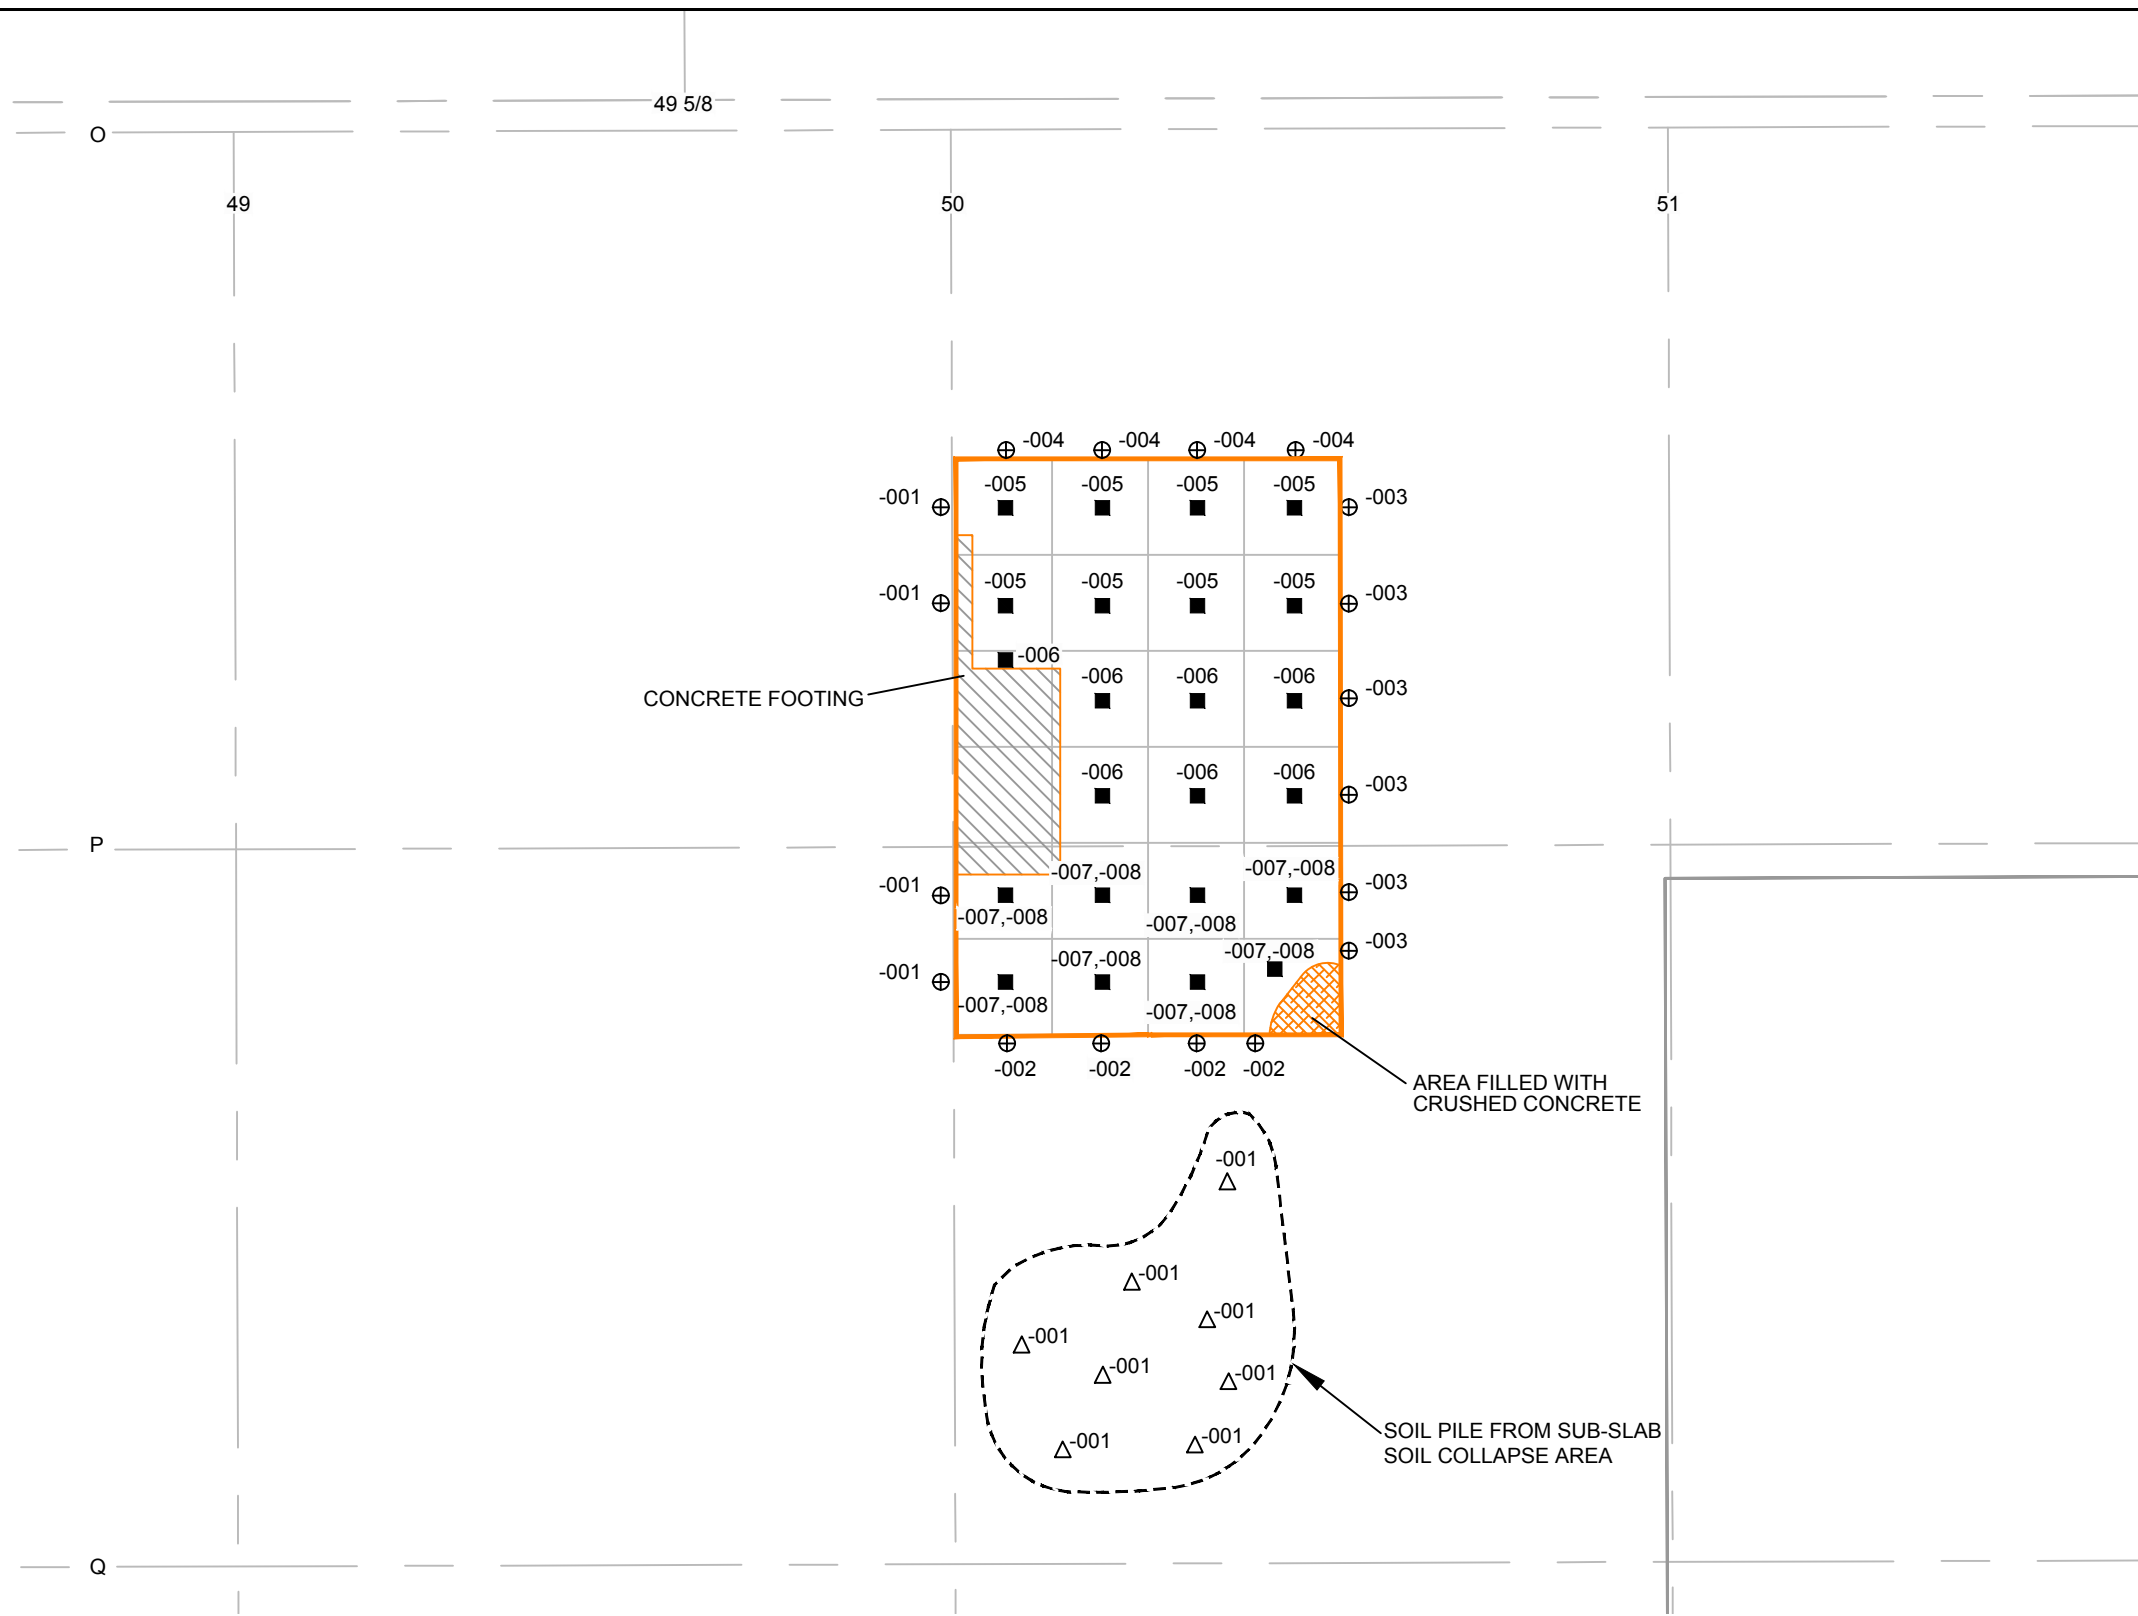 49 5/8
O
49
50
51
-004 -004 -004 -004
-005 -005 -005 -005
-001 -003
-005 -005 -005 -005
-001 -003
-006
-006 -006 -006
-003
CONCRETE FOOTING
-006 -006 -006
-003
P
-007,-008 -007,-008
-001 -003
-007,-008 -007,-008
-003
-007,-008 -007,-008
-001
-007,-008 -007,-008
-002 -002 -002 -002
AREA FILLED WITH
CRUSHED CONCRETE
-001
-001
-001
-001
-001
-001
-001
-001
SOIL PILE FROM SUB-SLAB
SOIL COLLAPSE AREA
Q